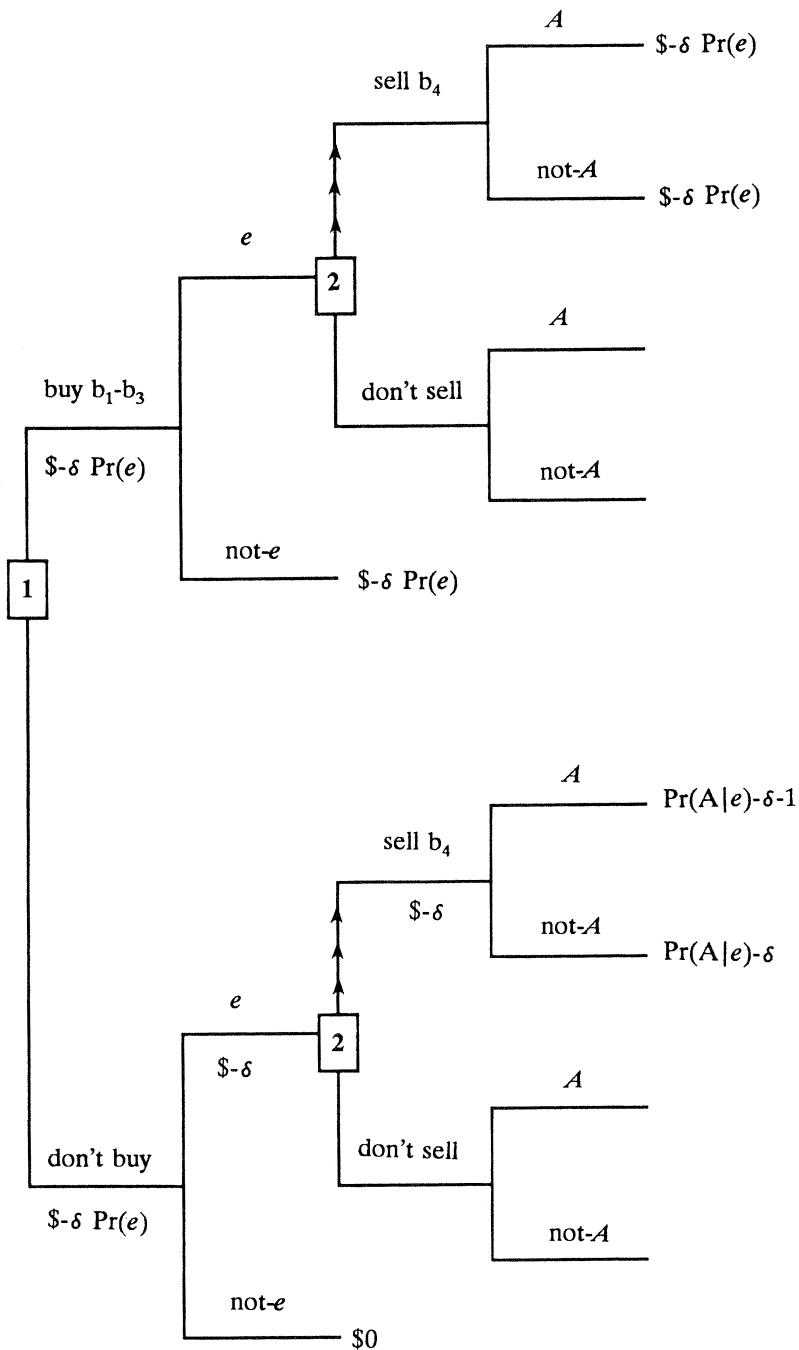 A
$-δ Pr(e)
sell b₄
not-A
$-δ Pr(e)
e
2
A
buy b₁-b₃
don't sell
$-δ Pr(e)
not-A
not-e
$-δ Pr(e)
1
A
Pr(A|e)-δ-1
sell b₄
$-δ
not-A
Pr(A|e)-δ
e
2
$-δ
A
don't buy
don't sell
$-δ Pr(e)
not-A
not-e
$0